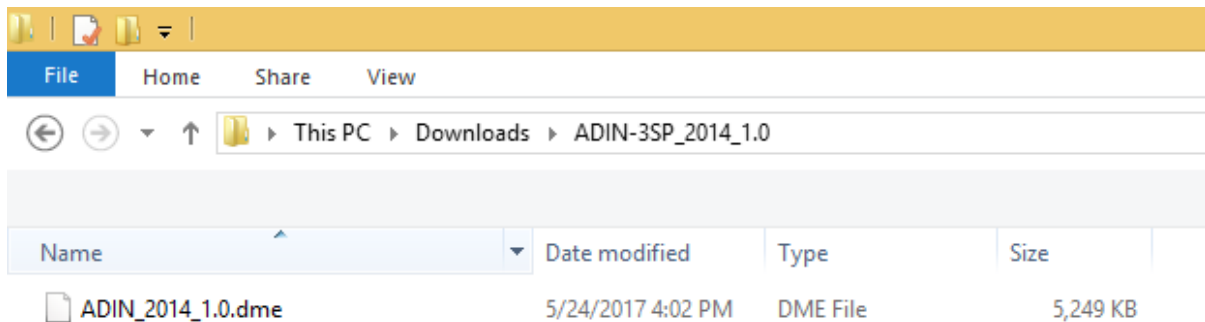 File Home Share View
This PC Downloads ADIN-3SP_2014_1.0
Name Date modified Type Size
ADIN_2014_1.0.dme 5/24/2017 4:02 PM DME File 5,249 KB